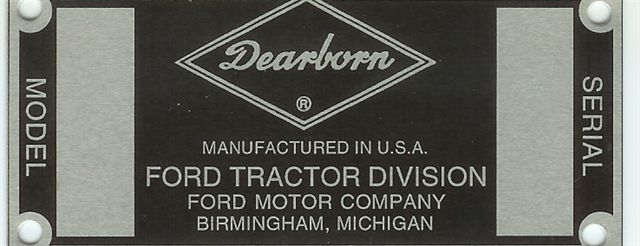 MODEL
Dearborn
®
MANUFACTURED IN U.S.A.
FORD TRACTOR DIVISION
FORD MOTOR COMPANY
BIRMINGHAM, MICHIGAN
SERIAL